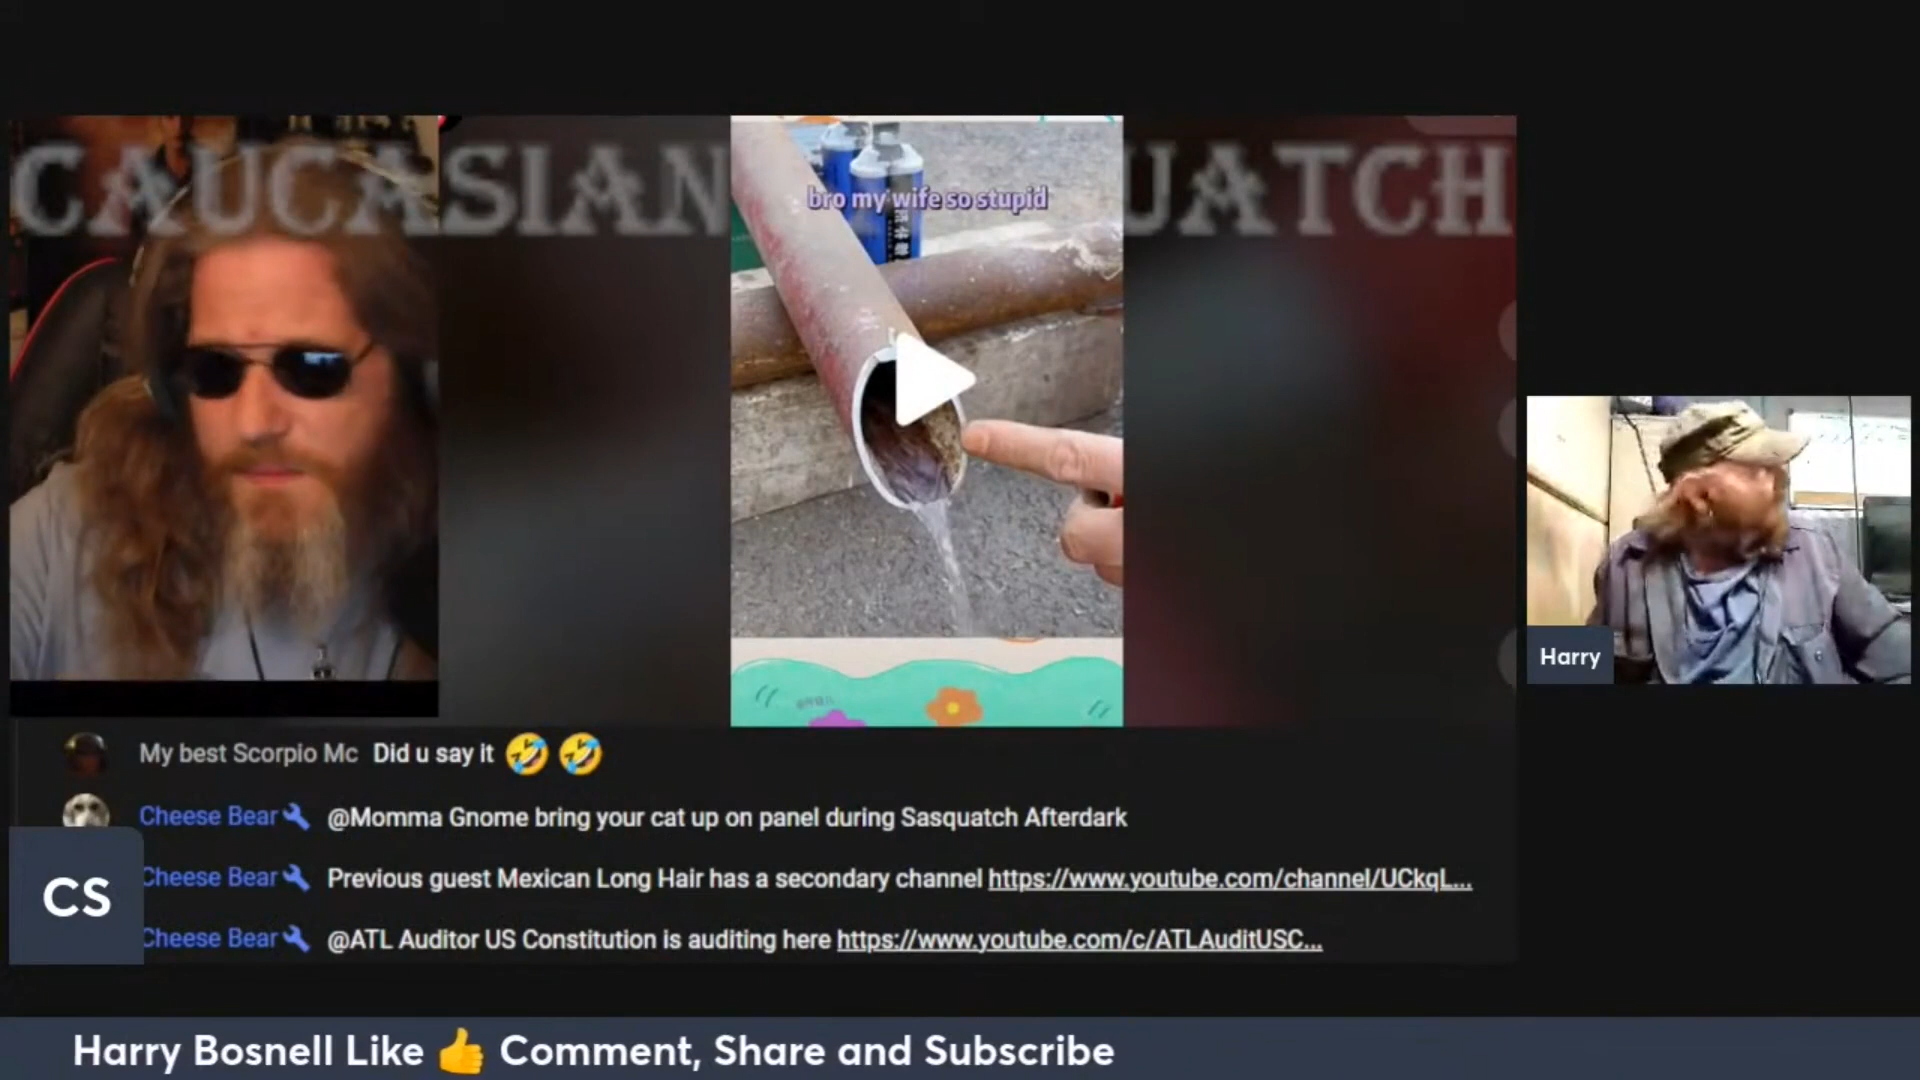 CAUCASIAN UATCH
bro my wife so stupid
Harry
My best Scorpio Mc Did u say it 🤣 🤣
Cheese Bear @Momma Gnome bring your cat up on panel during Sasquatch Afterdark
Cheese Bear Previous guest Mexican Long Hair has a secondary channel https://www.youtube.com/channel/UCkqL...
CS
Cheese Bear @ATL Auditor US Constitution is auditing here https://www.youtube.com/c/ATLAuditUSC...
Harry Bosnell Like 👍 Comment, Share and Subscribe